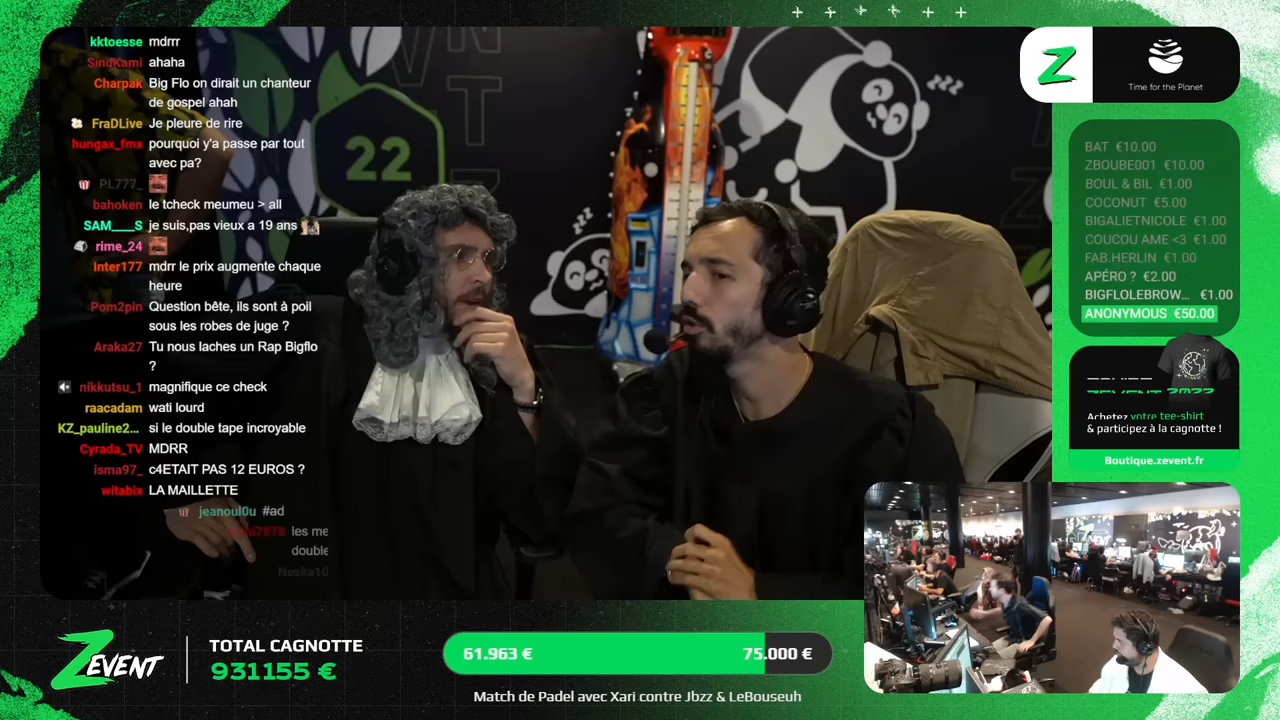 kktoesse mdrrr
SindKami ahaha
Charpak Big Flo on dirait un chanteur
de gospel ahah
FraDLive Je pleure de rire
hungax_fmx pourquoi y'a passe par tout
avec pa?
PL777_
bahoken le tcheck meumeu > all
SAM____S je suis,pas vieux a 19 ans
rime_24
Inter177 mdrr le prix augmente chaque
heure
Pom2pin Question bête, ils sont à poil
sous les robes de juge ?
Araka27 Tu nous laches un Rap Bigflo
?
nikkutsu_1 magnifique ce check
raacadam wati lourd
KZ_pauline2... si le double tape incroyable
Cyrada_TV MDRR
isma97_ c4ETAIT PAS 12 EUROS ?
witabix LA MAILLETTE
jeanoul0u #ad
les me
double
22
zzz
zzz
Z
Time for the Planet
BAT €10.00
ZBOUBE001 €10.00
BOUL & BIL €1.00
COCONUT €5.00
BIGALIETNICOLE €1.00
COUCOU AME <3 €1.00
FAB.HERLIN €1.00
APÉRO ? €2.00
BIGFLOLEBROW... €1.00
ANONYMOUS €50.00
ZEVENT 2022
Achetez votre tee-shirt
& participez à la cagnotte !
Boutique.zevent.fr
ZEVENT
TOTAL CAGNOTTE
931155 €
61.963 € 75.000 €
Match de Padel avec Xari contre Jbzz & LeBouseuh